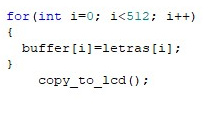 for(int i=0; i<512; i++)
{
buffer[i]=letras[i];
}
copy_to_lcd();